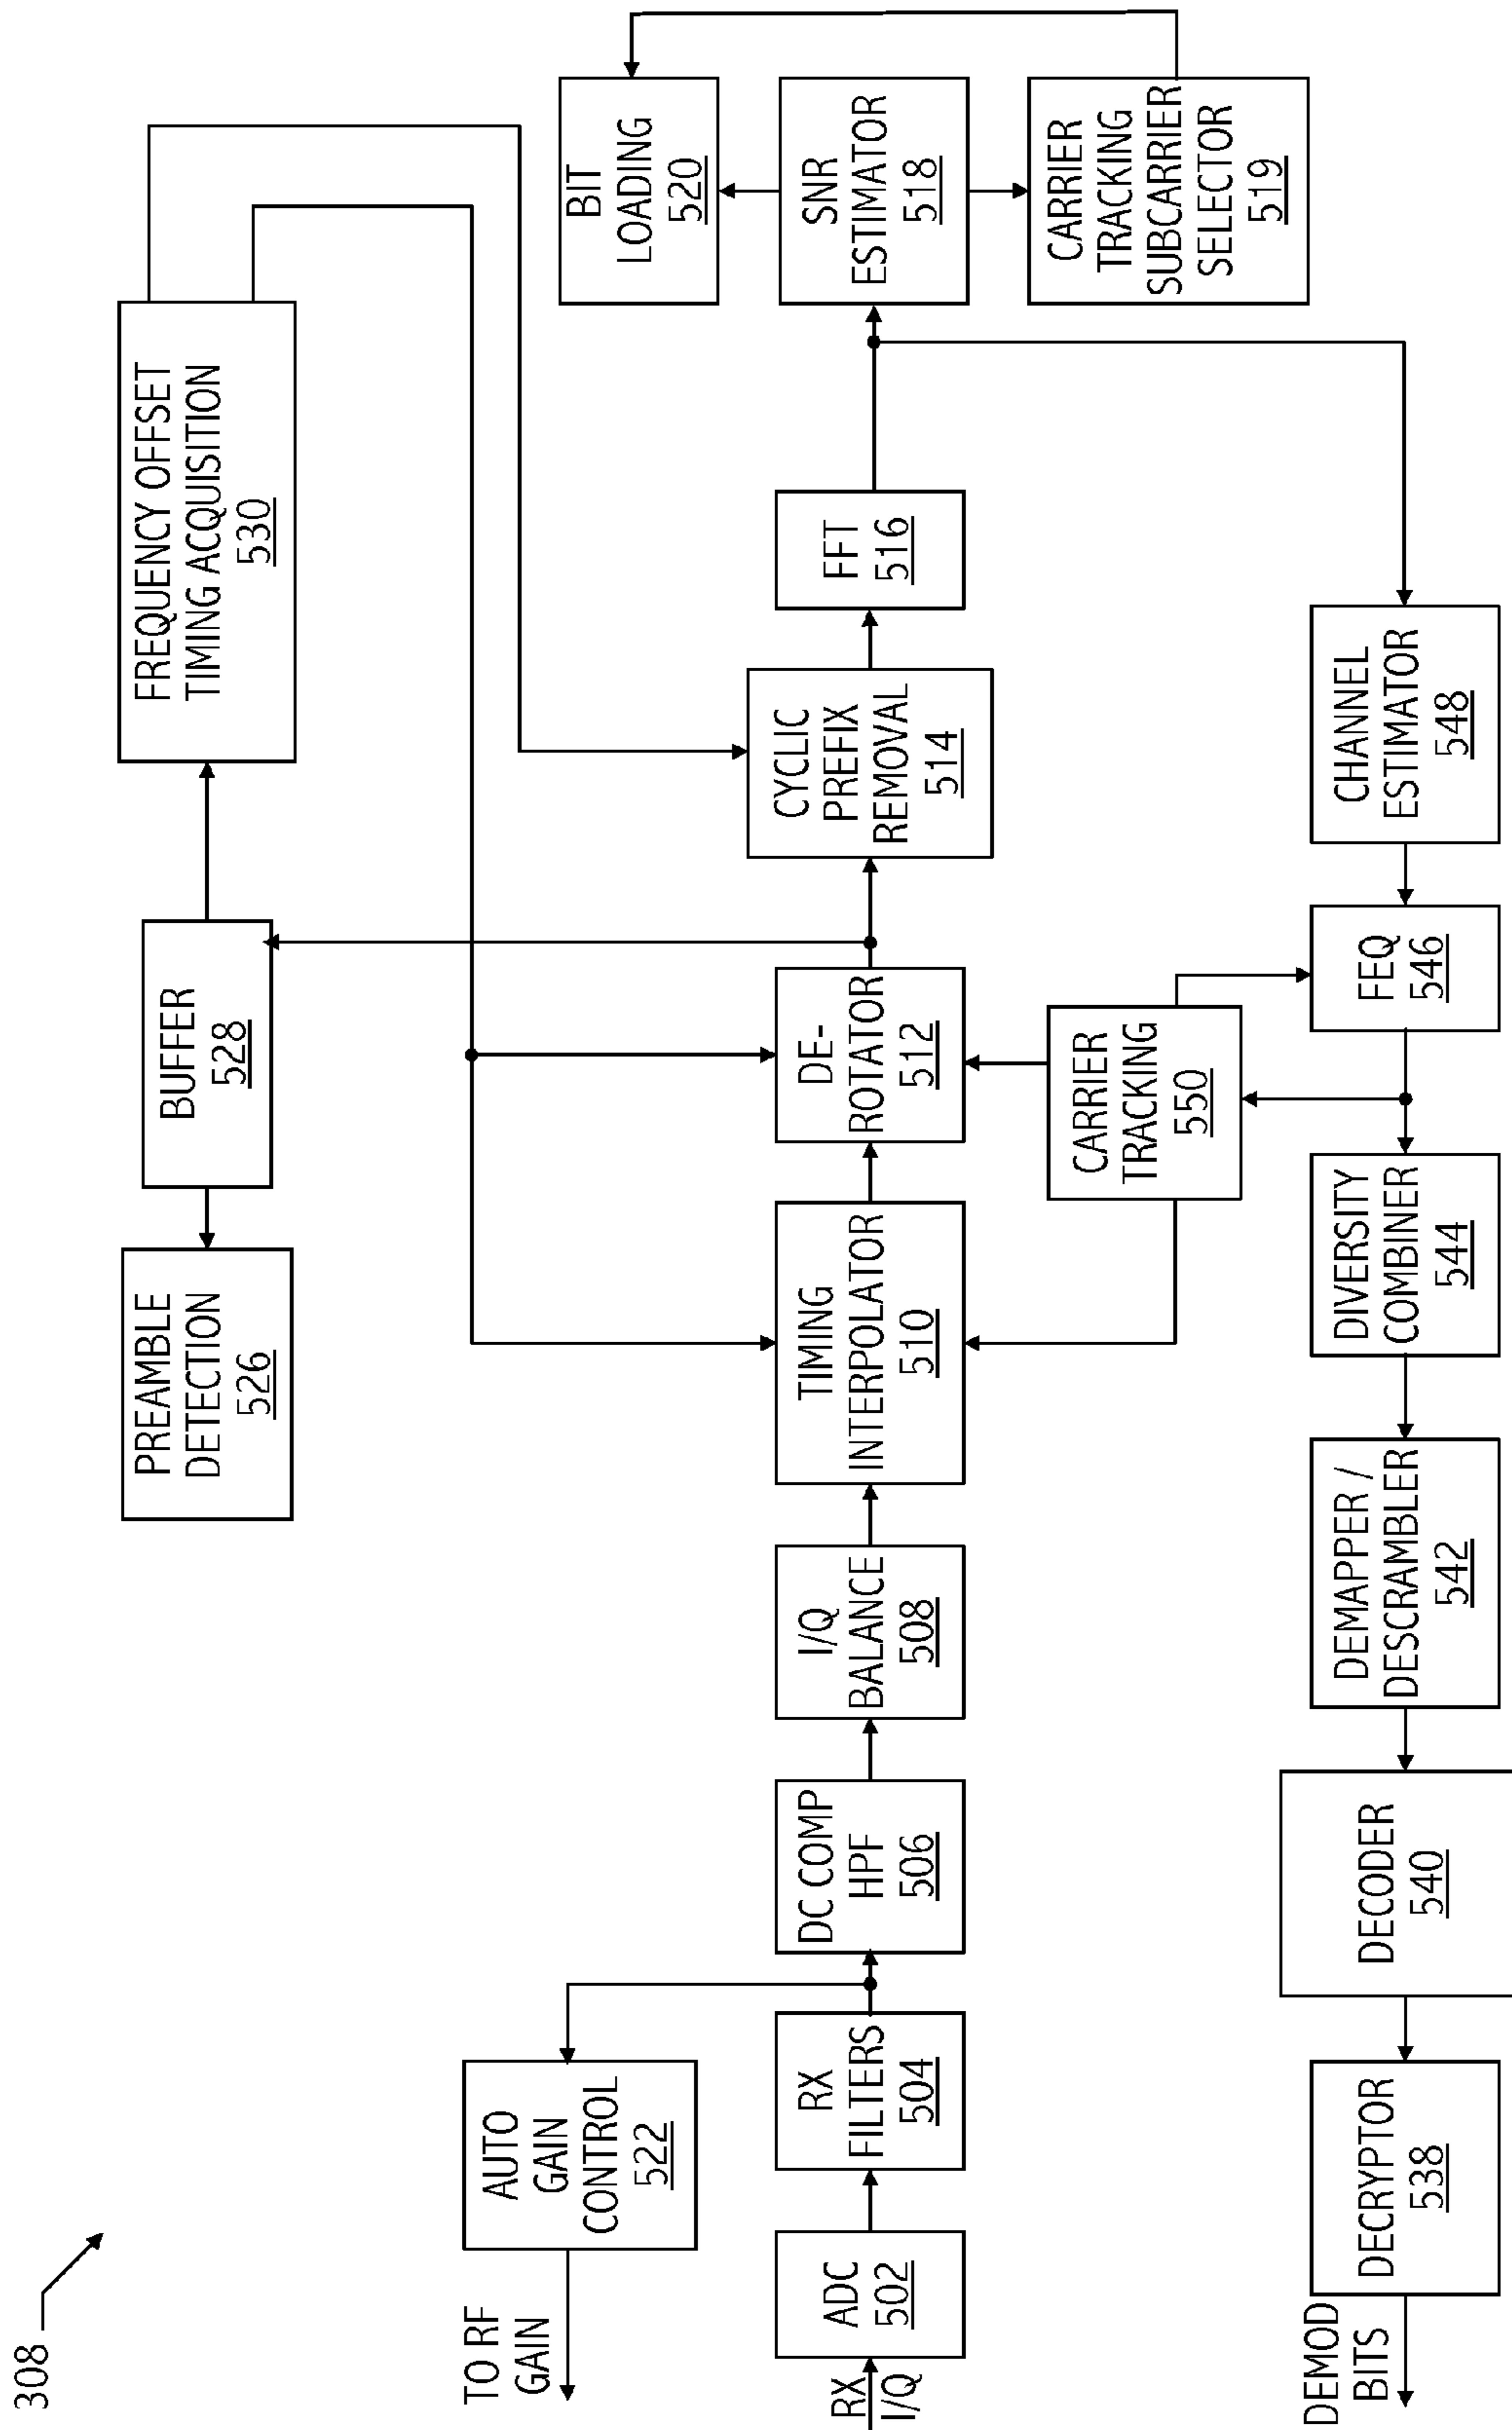 308
PREAMBLE
DETECTION
526
BUFFER
528
FREQUENCY OFFSET
TIMING ACQUISITION
530
TO RF
GAIN
AUTO
GAIN
CONTROL
522
RX
I/Q
ADC
502
RX
FILTERS
504
DC COMP
HPF
506
I/Q
BALANCE
508
TIMING
INTERPOLATOR
510
DE-
ROTATOR
512
CYCLIC
PREFIX
REMOVAL
514
FFT
516
BIT
LOADING
520
SNR
ESTIMATOR
518
CARRIER
TRACKING
SUBCARRIER
SELECTOR
519
CARRIER
TRACKING
550
DEMOD
BITS
DECRYPTOR
538
DECODER
540
DEMAPPER /
DESCRAMBLER
542
DIVERSITY
COMBINER
544
FEQ
546
CHANNEL
ESTIMATOR
548